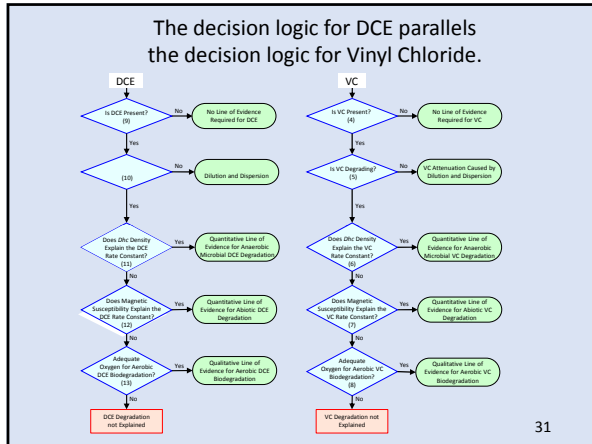 The decision logic for DCE parallels
the decision logic for Vinyl Chloride.
DCE
Is DCE Present?
(9)
No
No Line of Evidence
Required for DCE
Yes
(10)
No
Dilution and Dispersion
Yes
Does Dhc Density
Explain the DCE
Rate Constant?
(11)
Yes
Quantitative Line of
Evidence for Anaerobic
Microbial DCE Degradation
No
Does Magnetic
Susceptibility Explain the
DCE Rate Constant?
(12)
Yes
Quantitative Line of
Evidence for Abiotic DCE
Degradation
No
Adequate
Oxygen for Aerobic
DCE Biodegradation?
(13)
Yes
Qualitative Line of
Evidence for Aerobic DCE
Biodegradation
No
DCE Degradation
not Explained
VC
Is VC Present?
(4)
No
No Line of Evidence
Required for VC
Yes
Is VC Degrading?
(5)
No
VC Attenuation Caused by
Dilution and Dispersion
Yes
Does Dhc Density
Explain the VC
Rate Constant?
(6)
Yes
Quantitative Line of
Evidence for Anaerobic
Microbial VC Degradation
No
Does Magnetic
Susceptibility Explain the
VC Rate Constant?
(7)
Yes
Quantitative Line of
Evidence for Abiotic VC
Degradation
No
Adequate
Oxygen for Aerobic VC
Biodegradation?
(8)
Yes
Qualitative Line of
Evidence for Aerobic VC
Biodegradation
No
VC Degradation not
Explained
31